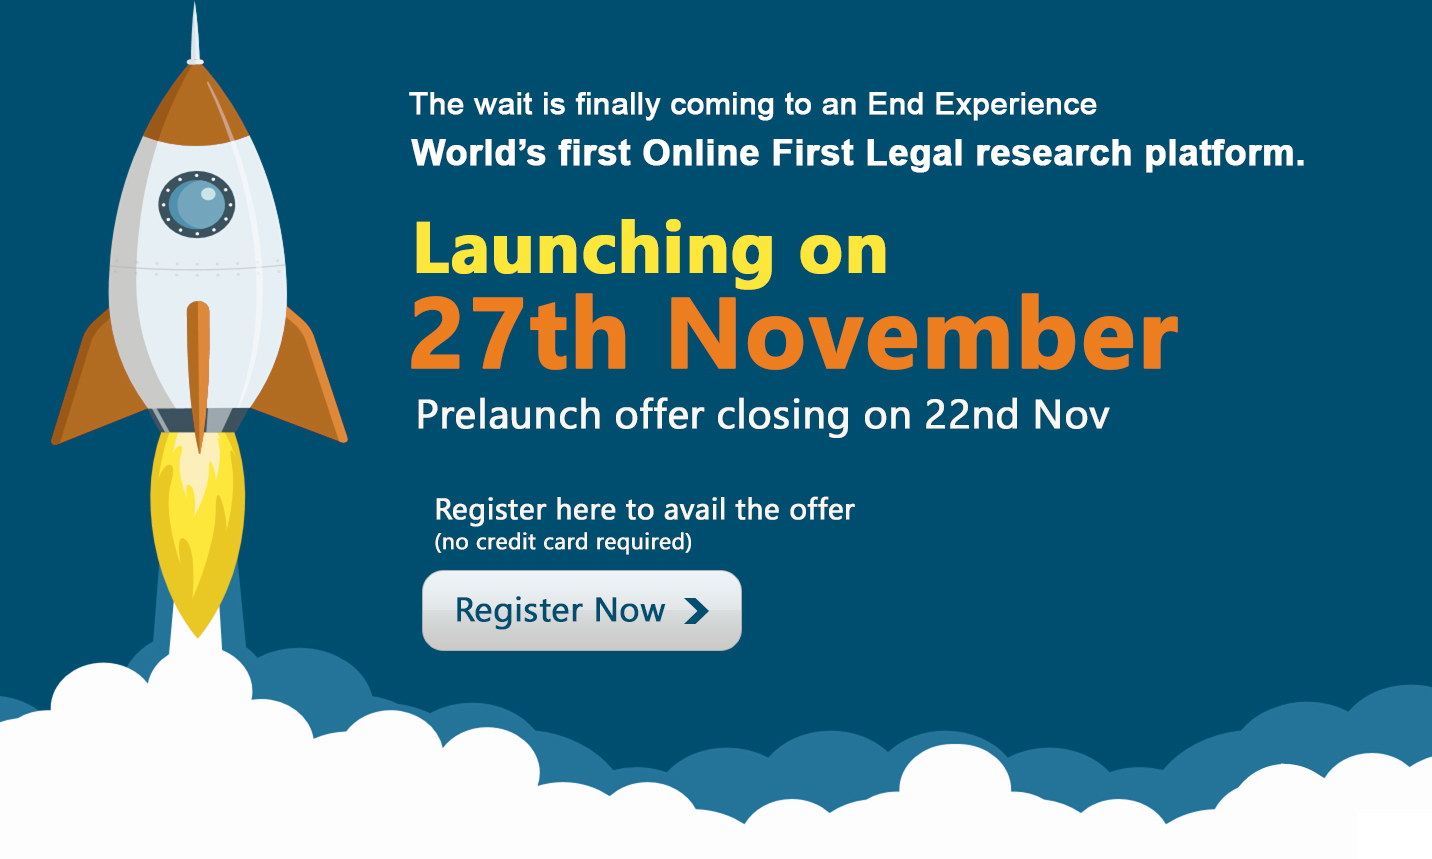 The wait is finally coming to an End Experience
World's first Online First Legal research platform.
Launching on
27th November
Prelaunch offer closing on 22nd Nov
Register here to avail the offer
(no credit card required)
Register Now